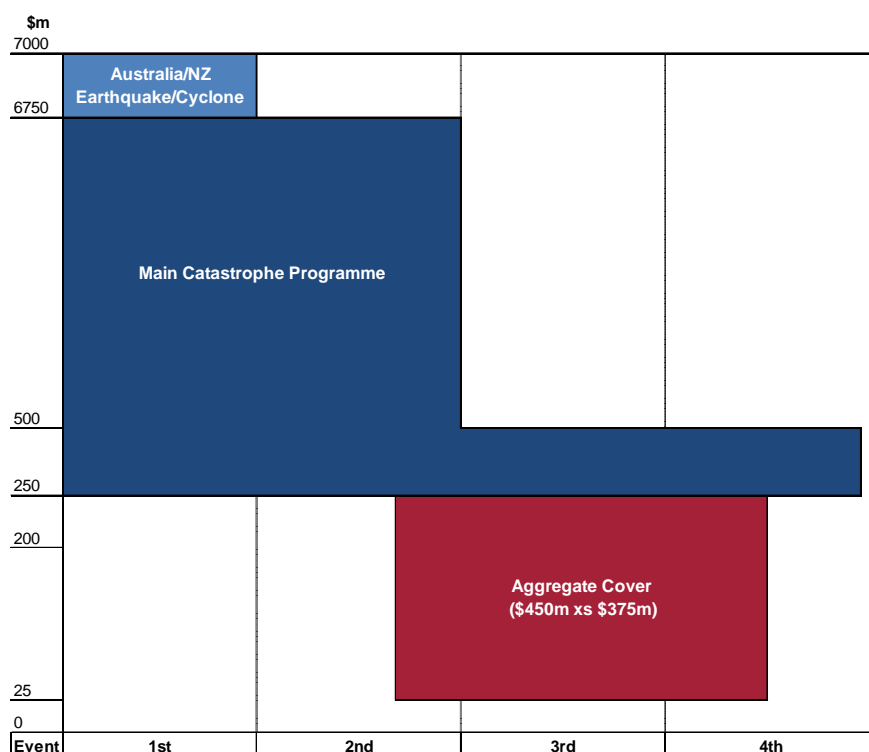 $m
7000
Australia/NZ
Earthquake/Cyclone
6750
Main Catastrophe Programme
500
250
200
Aggregate Cover
($450m xs $375m)
25
0
Event 1st 2nd 3rd 4th